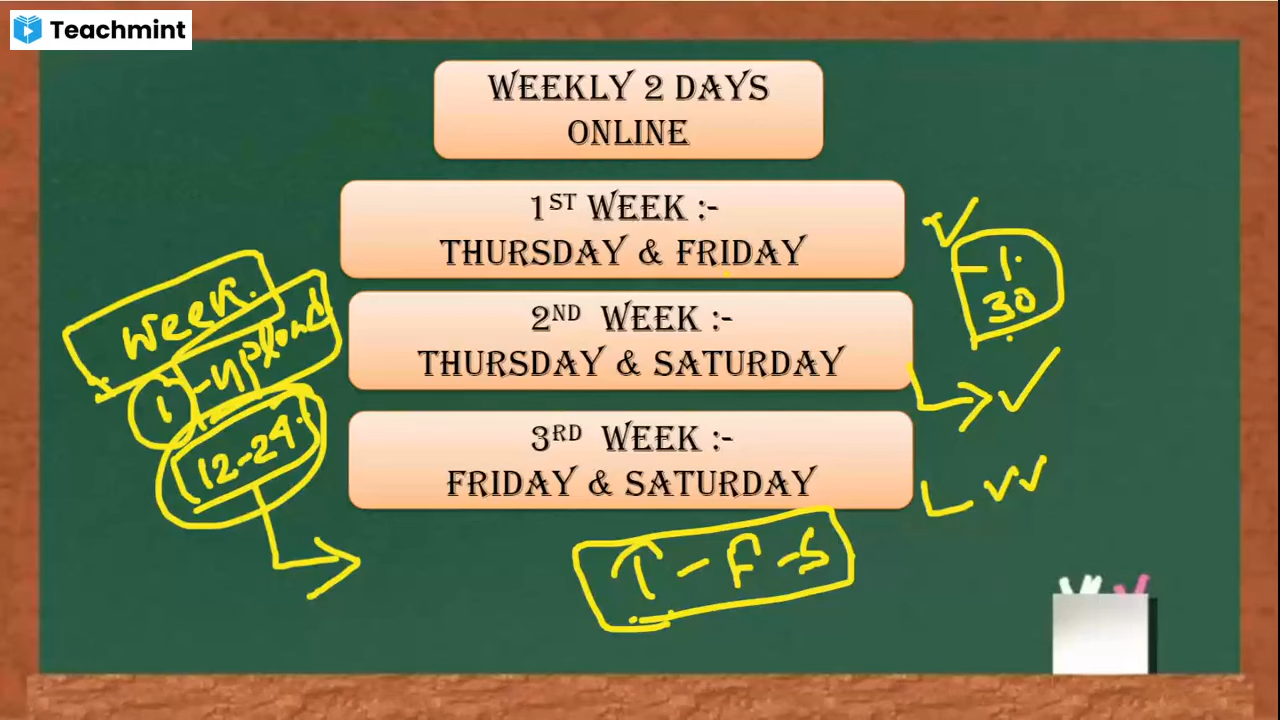 Teachmint
WEEKLY 2 DAYS
ONLINE
1ST WEEK :-
THURSDAY & FRIDAY
2ND WEEK :-
THURSDAY & SATURDAY
3RD WEEK :-
FRIDAY & SATURDAY
Week.
1 - upload
12-24.
- 1.
30
T - F - S